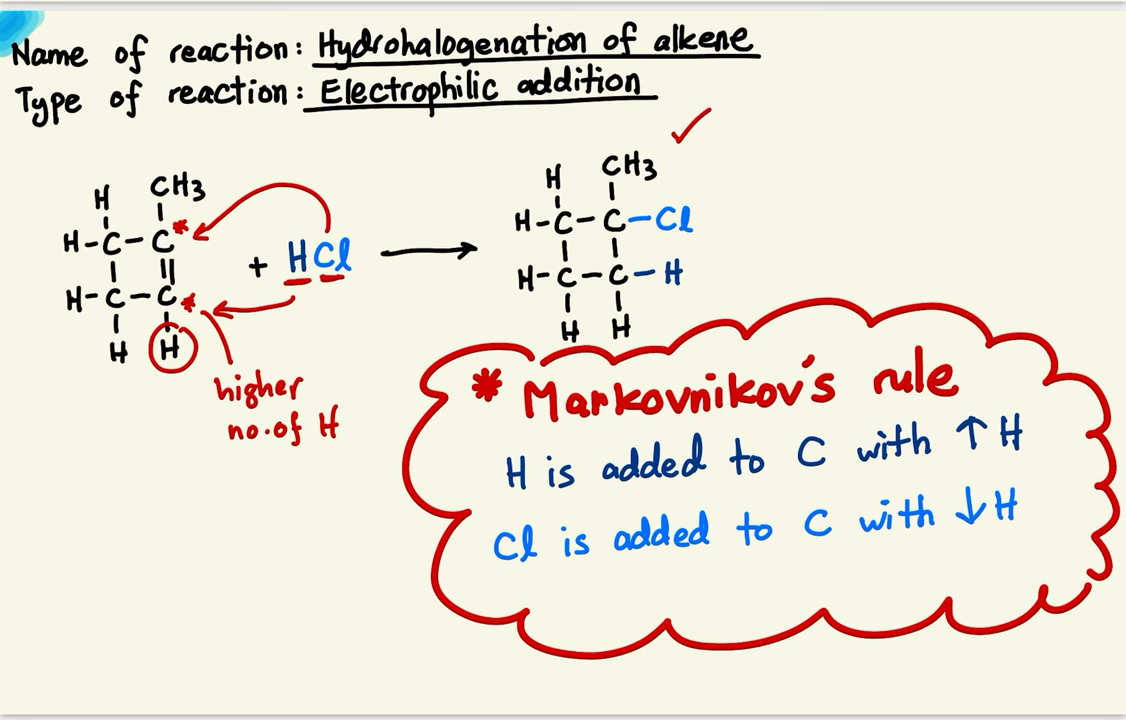 Name of reaction: Hydrohalogenation of alkene
Type of reaction: Electrophilic addition
H CH3
H-C-C*
H-C-C*
H H
+ HCl
higher
no. of H
H CH3
H-C-C-Cl
H-C-C-H
H H
* Markovnikov's rule
H is added to C with ↑H
Cl is added to C with ↓H